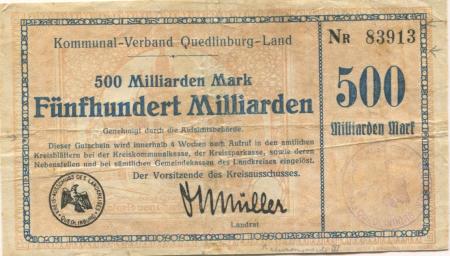 Kommunal-Verband Quedlinburg-Land
NR 83913
500 Milliarden Mark
Fünfhundert Milliarden
Genehmigt durch die Aufsichtsbehörde.
Dieser Gutschein wird innerhalb 4 Wochen nach Aufruf in den amtlichen
Kreisblättern bei der Kreiskommunalkasse, der Kreissparkasse, sowie deren
Nebenstellen und bei sämtlichen Gemeindekassen des Landkreises eingelöst.
Der Vorsitzende des Kreisausschusses.
Müller
Landrat
500
Milliarden Mark
QUEDLINBURG